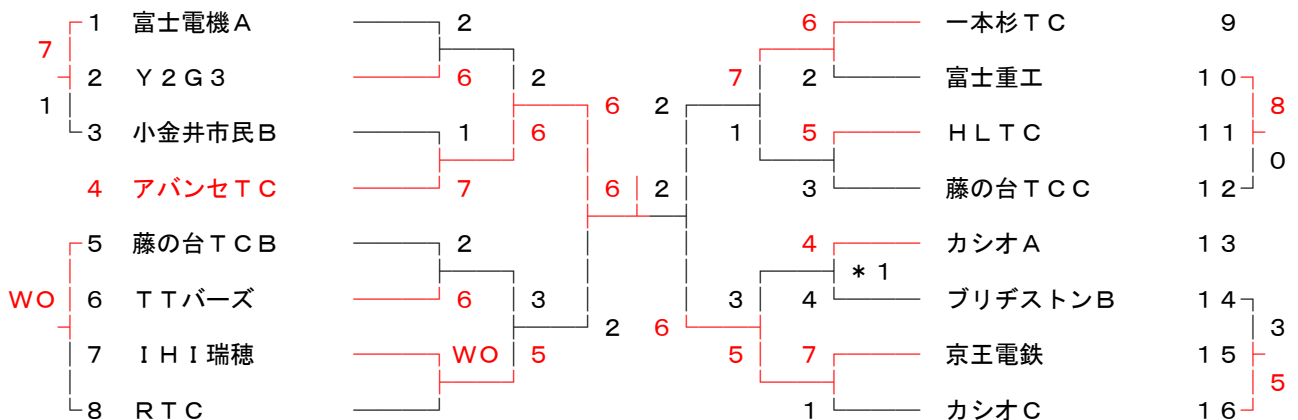 1 富士電機A 2 6 一本杉TC 9
7
2 Y2G3 6 2 7 2 富士重工 10
1 6 2 8
3 小金井市民B 1 6 1 5 HLTC 11
0
4 アバンセTC 7 6 2 3 藤の台TCC 12
5 藤の台TCB 2 4 カシオA 13
*1
WO 6 TTバーズ 6 3 3 4 ブリヂストンB 14
2 6 3
7 IHI瑞穂 WO 5 5 7 京王電鉄 15
5
8 RTC 1 カシオC 16